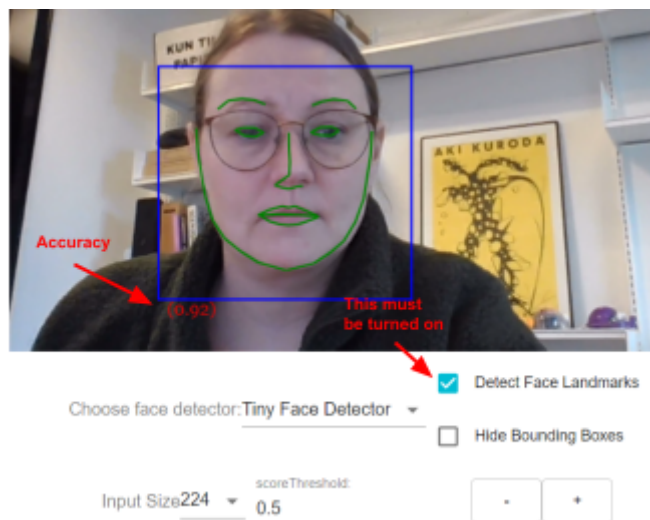 KUN TI
PAPI
AKI KURODA
Accuracy
(0.92)
This must
be turned on
Detect Face Landmarks
Choose face detector:Tiny Face Detector
Hide Bounding Boxes
scoreThreshold:
Input Size224
0.5
-
+